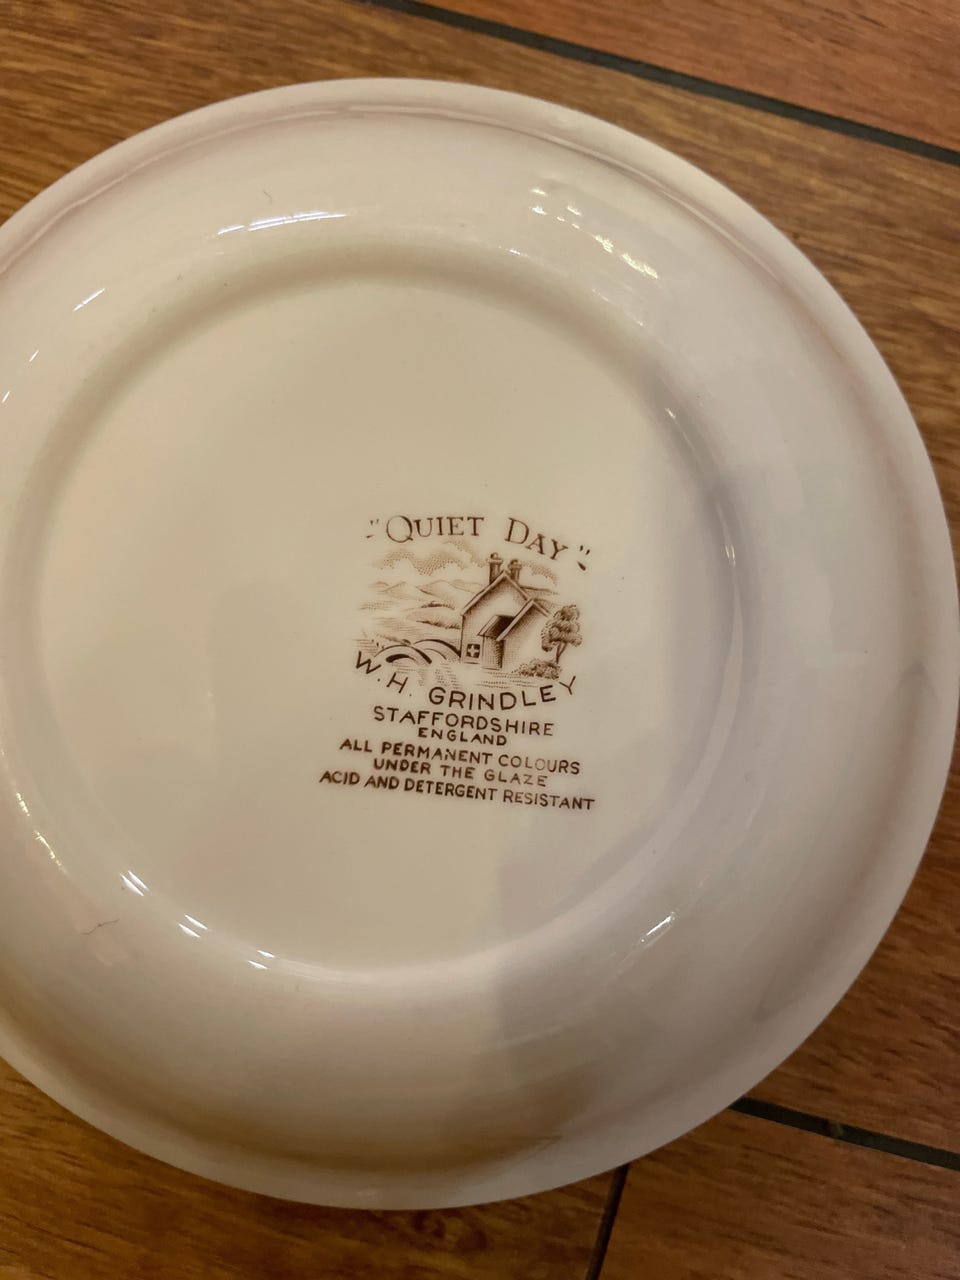 "QUIET DAY"
W.H. GRINDLEY
STAFFORDSHIRE
ENGLAND
ALL PERMANENT COLOURS
UNDER THE GLAZE
ACID AND DETERGENT RESISTANT